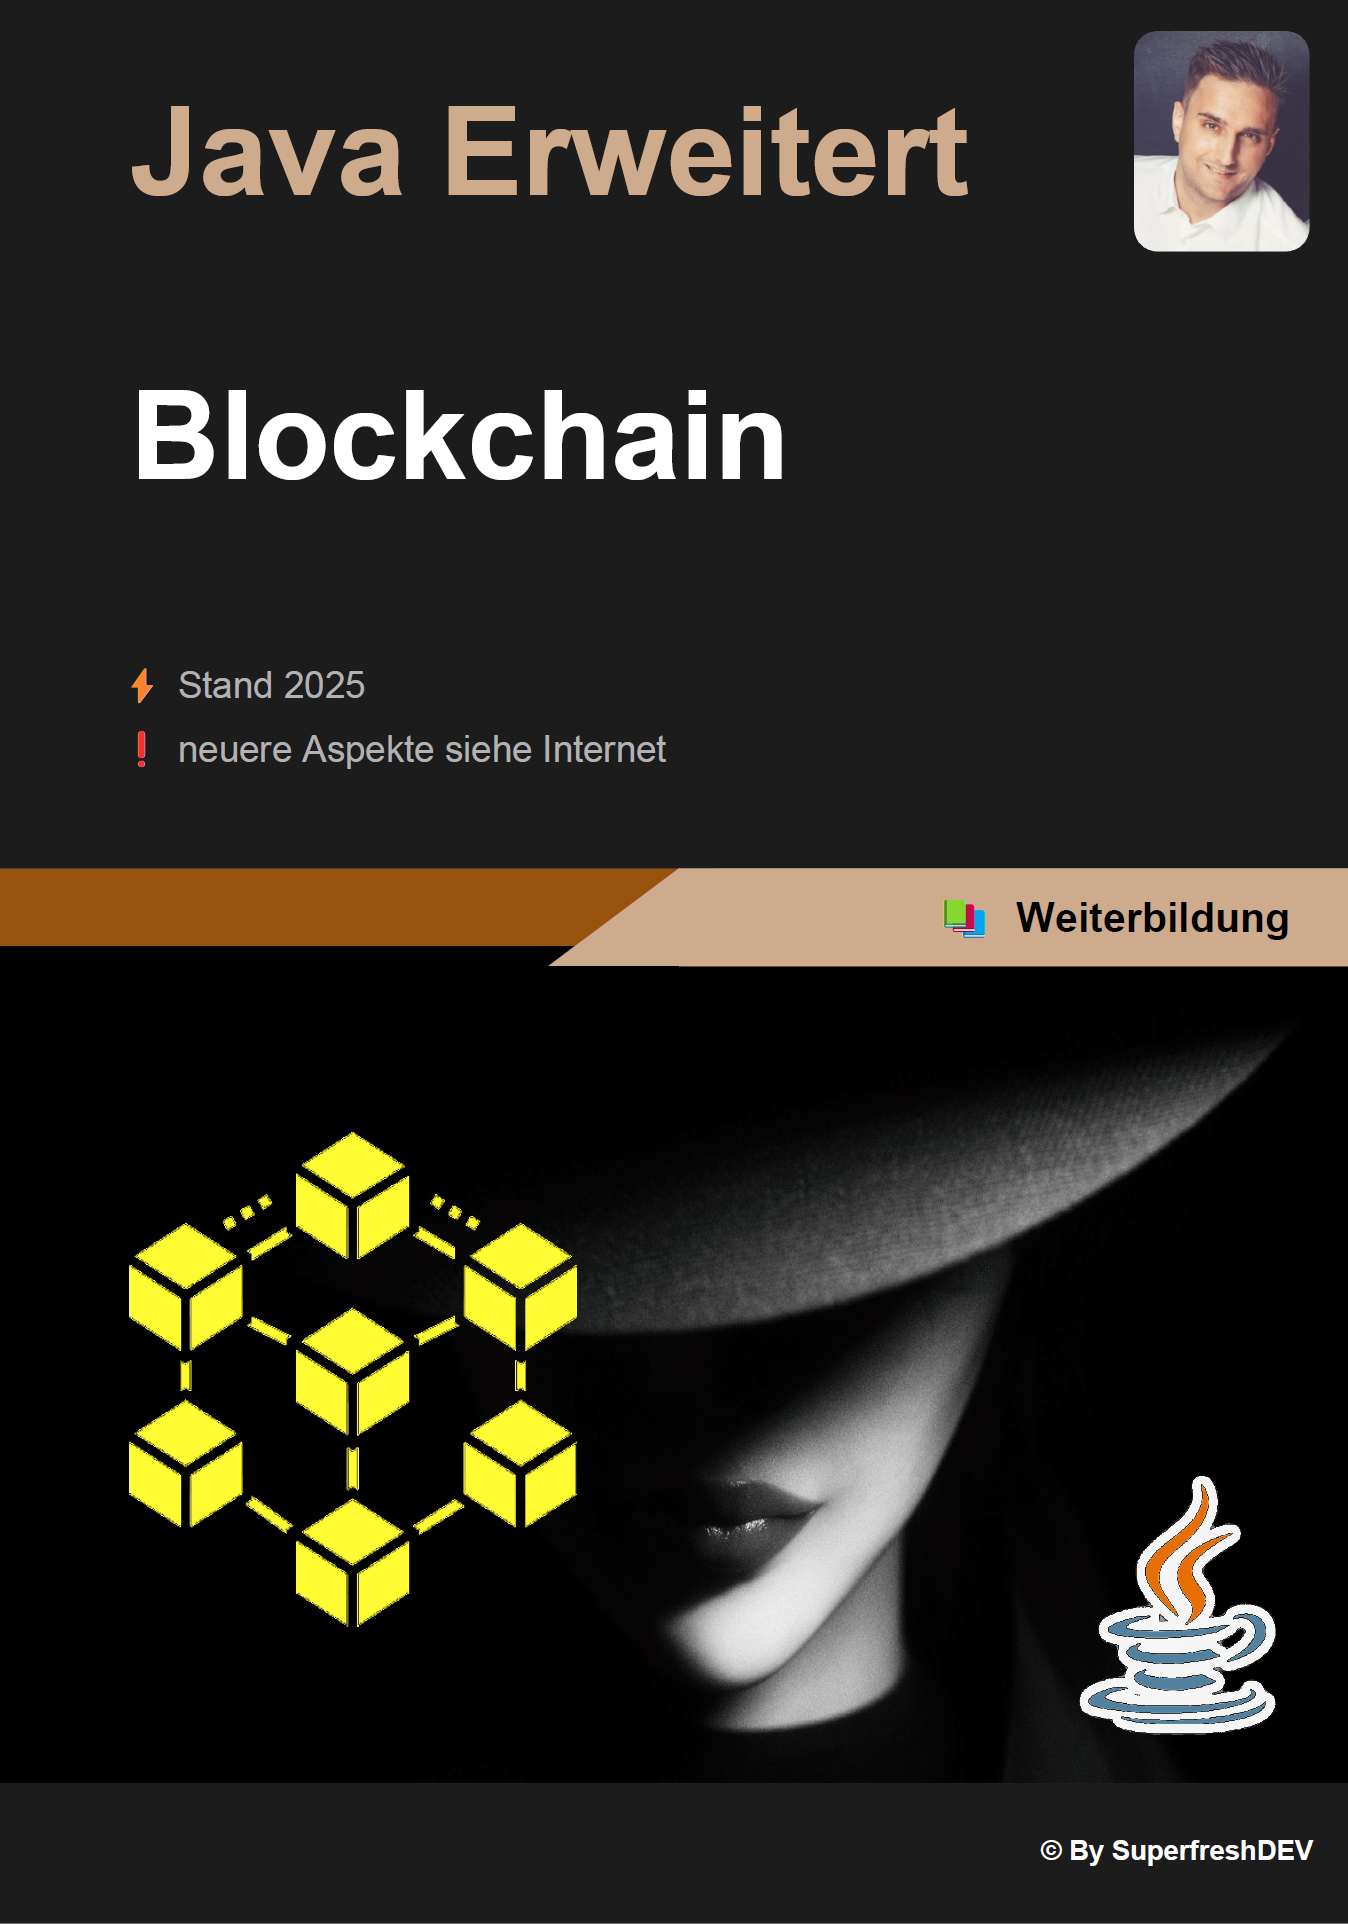 Java Erweitert
Blockchain
Stand 2025
neuere Aspekte siehe Internet
Weiterbildung
© By SuperfreshDEV